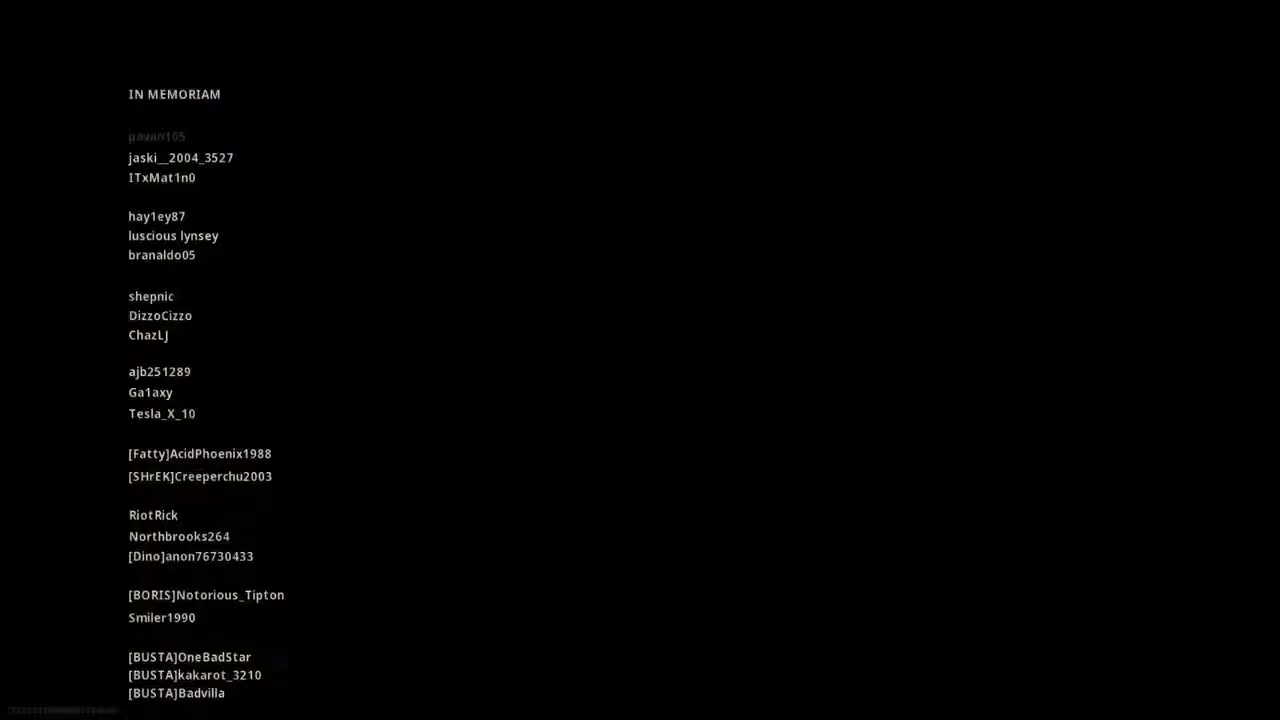 IN MEMORIAM
pavan105
jaski__2004_3527
ITxMat1n0
hay1ey87
luscious lynsey
branaldo05
shepnic
DizzoCizzo
ChazLJ
ajb251289
Ga1axy
Tesla_X_10
[Fatty]AcidPhoenix1988
[SHrEK]Creeperchu2003
RiotRick
Northbrooks264
[Dino]anon76730433
[BORIS]Notorious_Tipton
Smiler1990
[BUSTA]OneBadStar
[BUSTA]kakarot_3210
[BUSTA]Badvilla